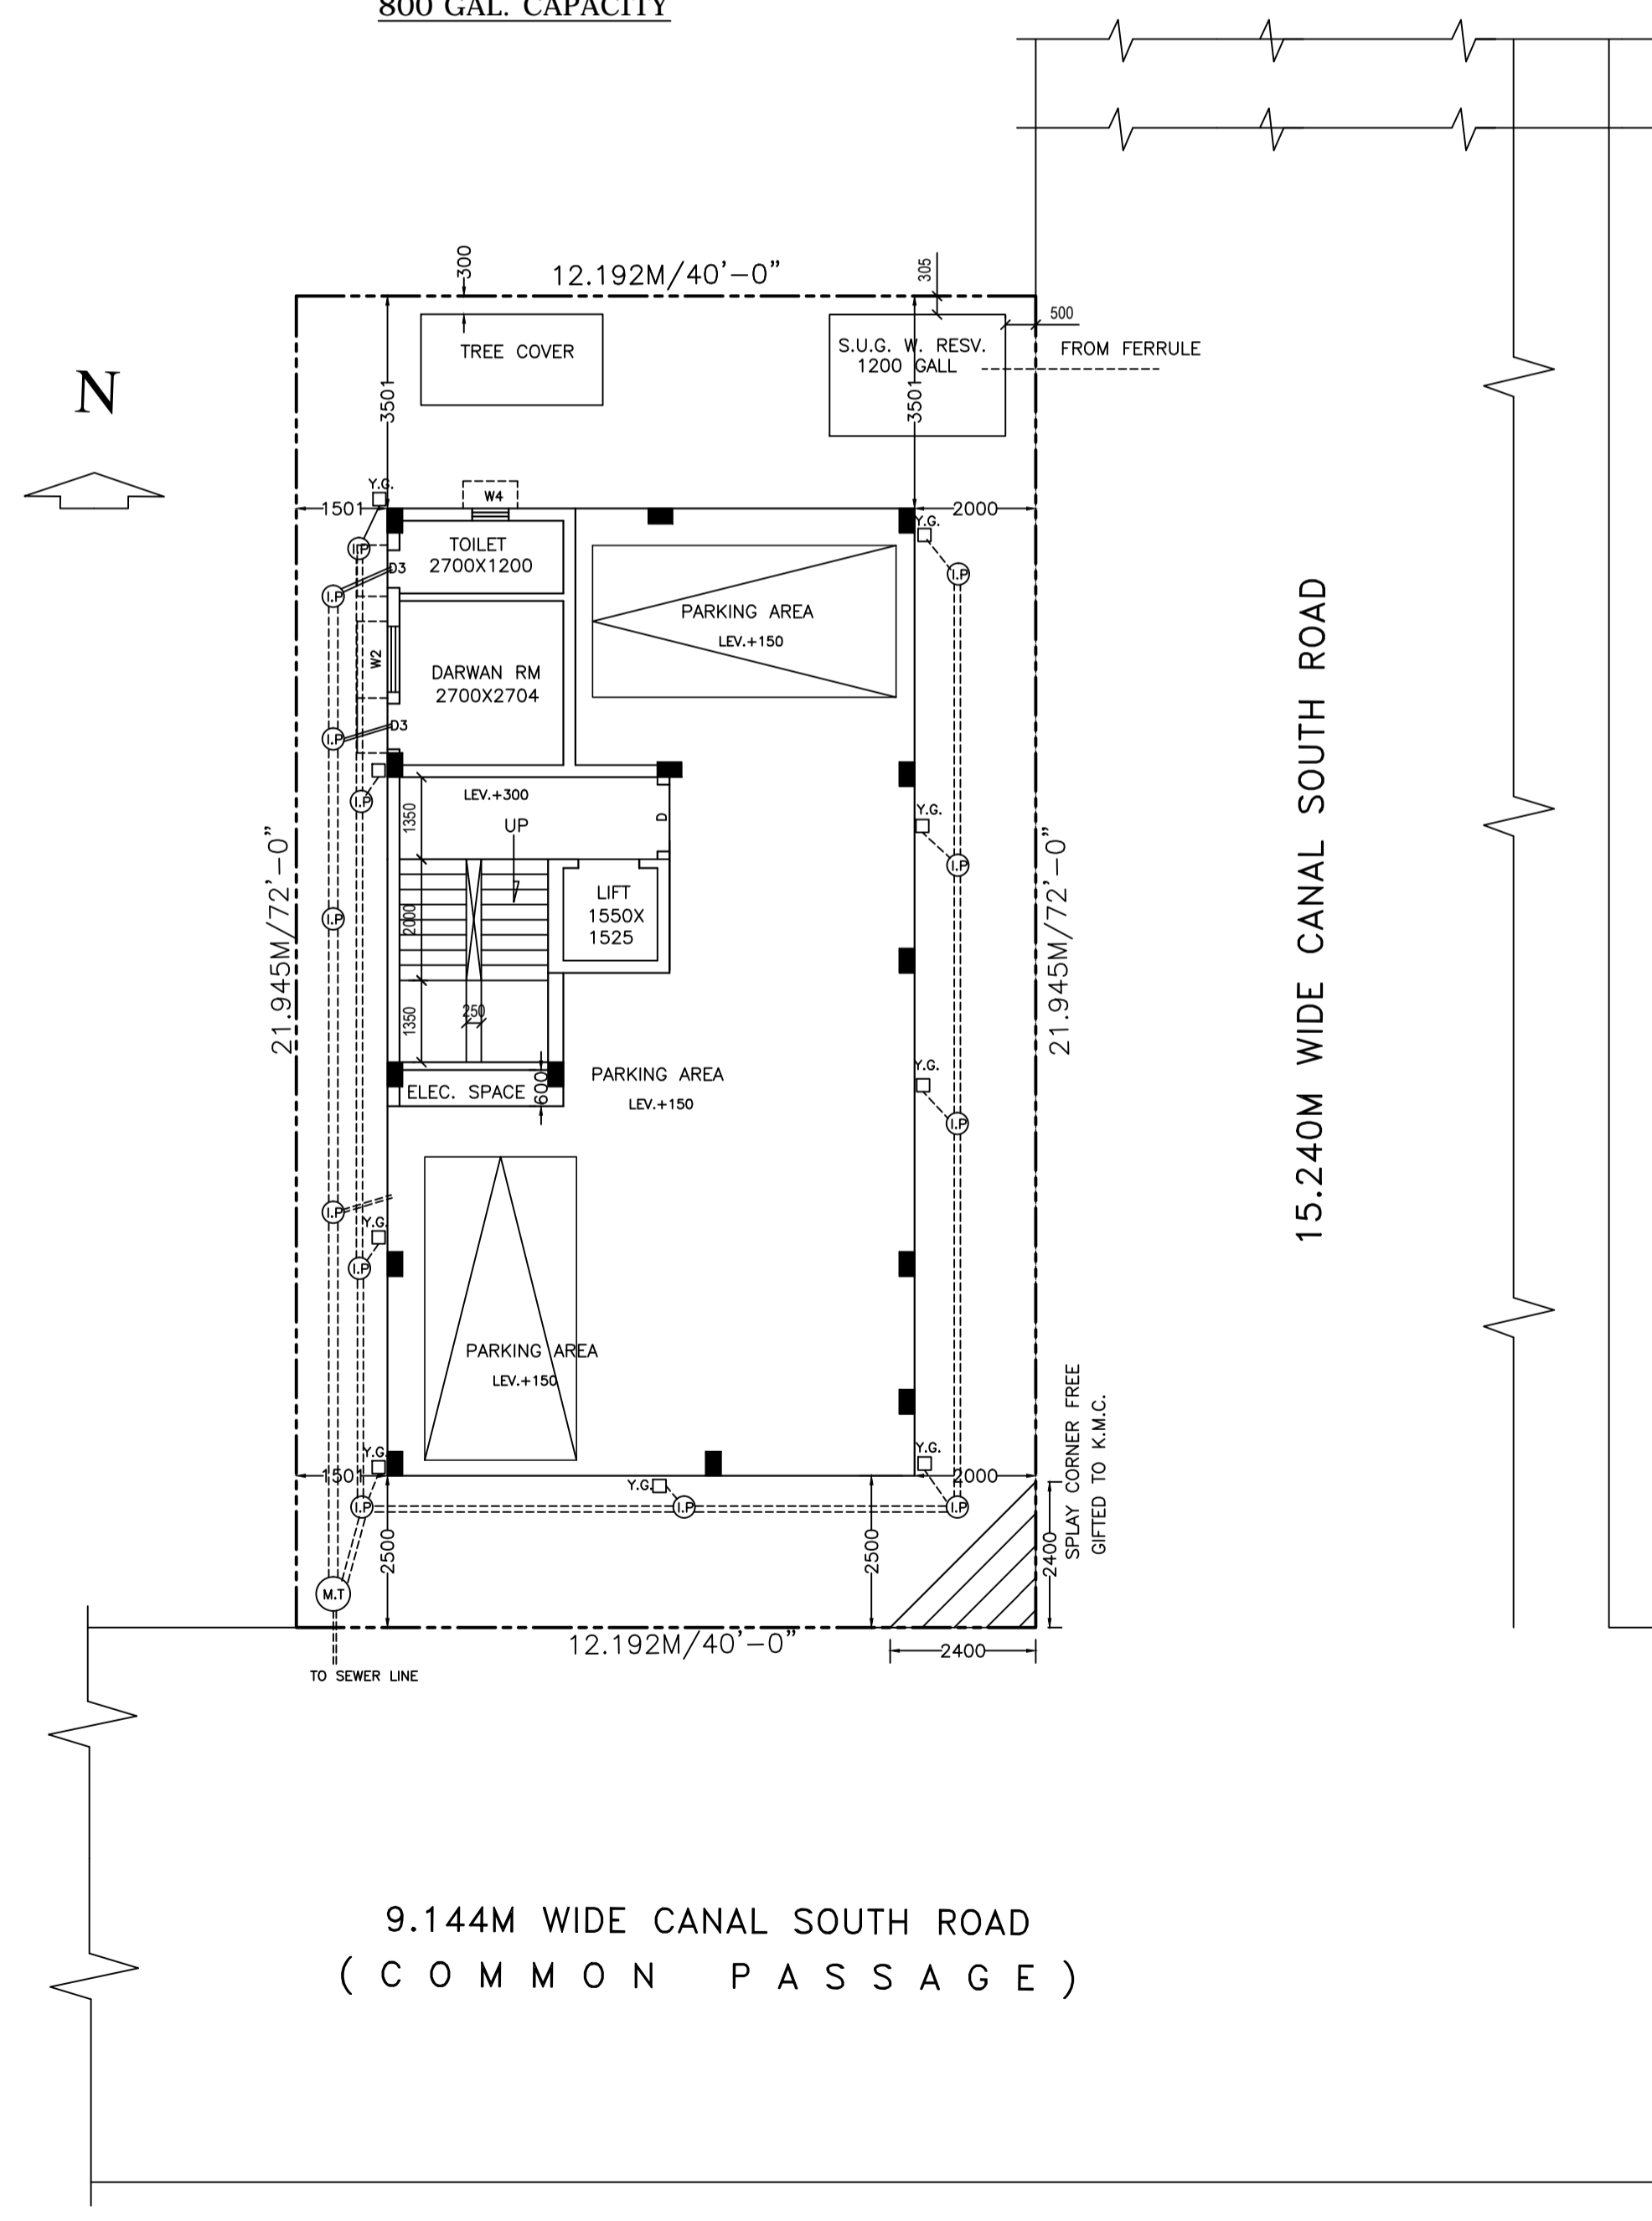 800 GAL. CAPACITY
300
12.192M/40'-0"
305
500
TREE COVER
S.U.G. W. RESV.
1200 GALL
FROM FERRULE
N
3501
3501
Y.G.
W4
1501
2000
Y.G.
I.P
TOILET
2700X1200
D3
I.P
I.P
PARKING AREA
LEV.+150
W2
DARWAN RM
2700X2704
D3
I.P
I.P
LEV.+300
1350
UP
D
Y.G.
I.P
21.945M/72'-0"
I.P
2000
LIFT
1550X
1525
21.945M/72'-0"
15.240M WIDE CANAL SOUTH ROAD
1350
250
Y.G.
I.P
ELEC. SPACE
600
PARKING AREA
LEV.+150
I.P
Y.G.
I.P
PARKING AREA
LEV.+150
Y.G.
1501
Y.G.
2000
Y.G.
I.P
I.P
I.P
2500
2500
2400
SPLAY CORNER FREE
GIFTED TO K.M.C.
M.T
12.192M/40'-0"
2400
TO SEWER LINE
9.144M WIDE CANAL SOUTH ROAD
(COMMON PASSAGE)